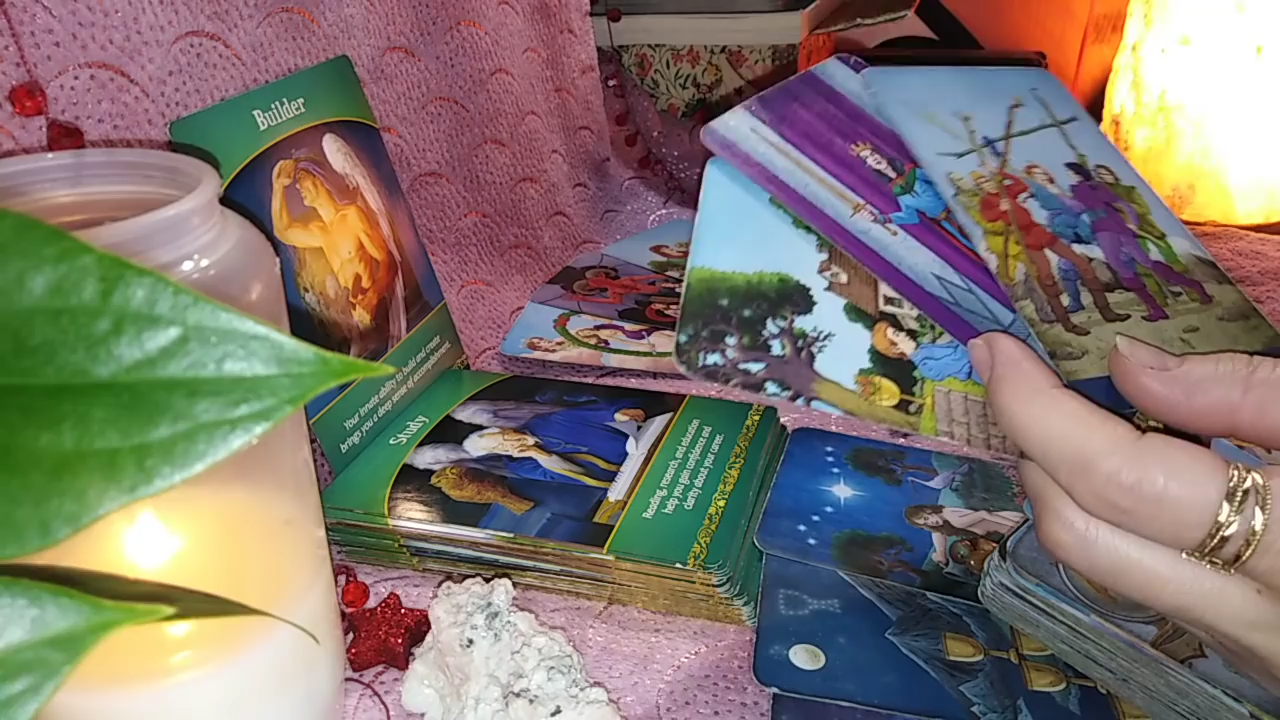 Builder
Your innate ability to build and create
brings you a deep sense of accomplishment.
Study
Reading, research, and education
help you gain confidence and
clarity about your career.